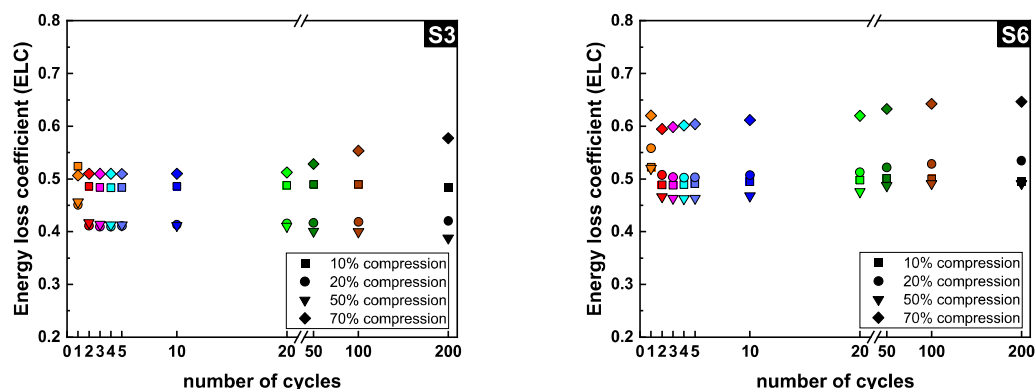 S3
Energy loss coefficient (ELC)
0.8
0.7
0.6
0.5
0.4
0.3
0.2
10% compression
20% compression
50% compression
70% compression
0 1 2 3 4 5 10 20 50 100 200
number of cycles
S6
Energy loss coefficient (ELC)
0.8
0.7
0.6
0.5
0.4
0.3
0.2
10% compression
20% compression
50% compression
70% compression
0 1 2 3 4 5 10 20 50 100 200
number of cycles